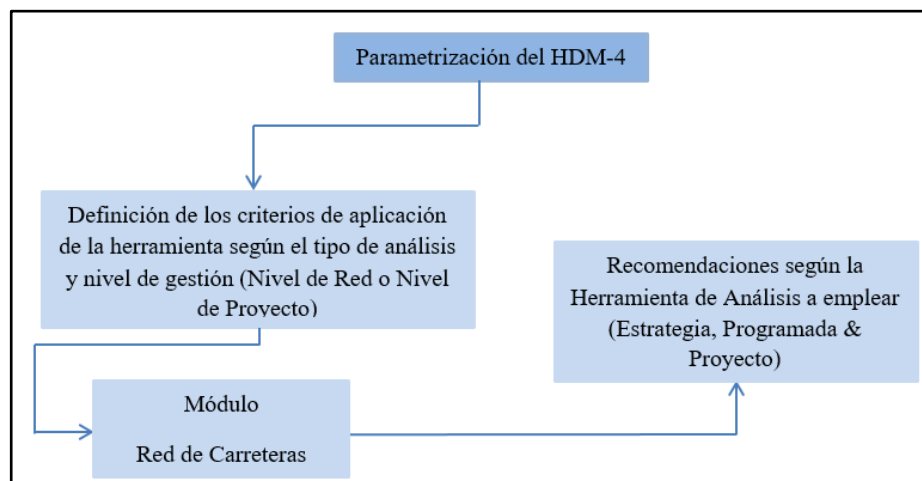 Parametrización del HDM-4
Definición de los criterios de aplicación
de la herramienta según el tipo de análisis
y nivel de gestión (Nivel de Red o Nivel
de Proyecto)
Recomendaciones según la
Herramienta de Análisis a emplear
(Estrategia, Programada &
Proyecto)
Módulo
Red de Carreteras